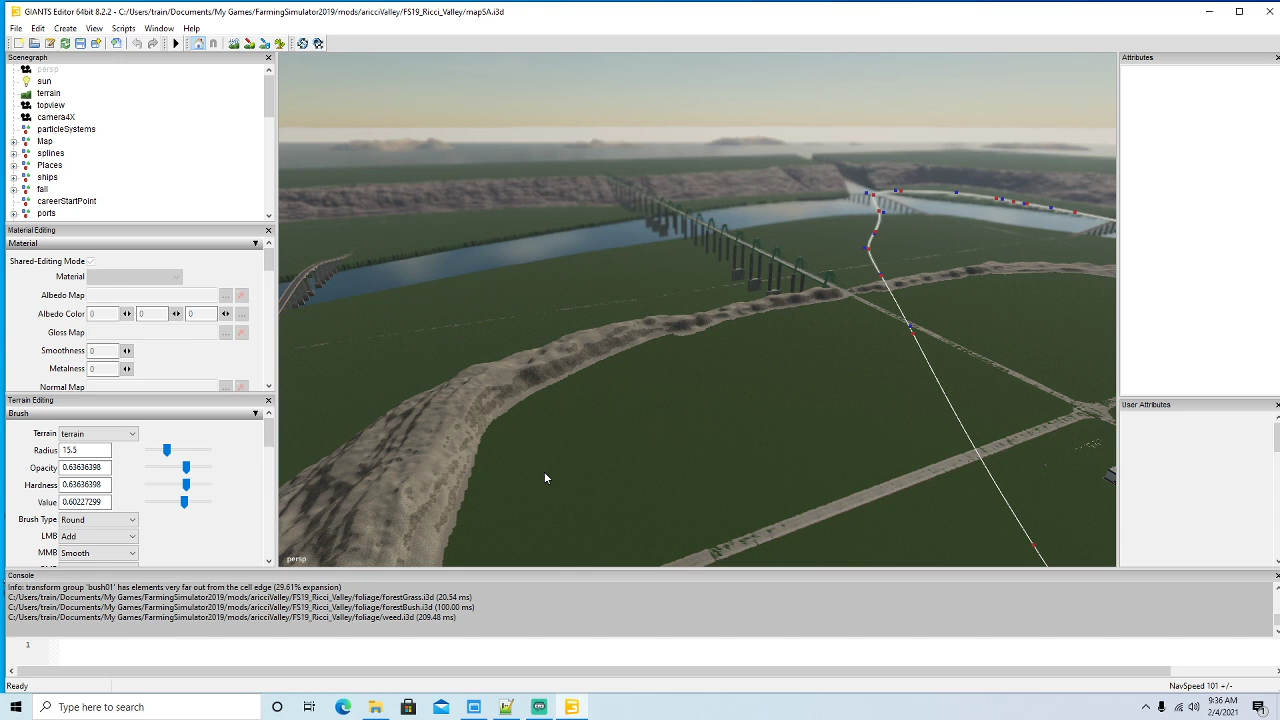 GIANTS Editor 64bit 8.2.2 - C:/Users/train/Documents/My Games/FarmingSimulator2019/mods/aricciValley/FS19_Ricci_Valley/mapSA.i3d
File Edit Create View Scripts Window Help
Scenegraph
persp
sun
terrain
topview
camera4X
particleSystems
Map
splines
Places
ships
fall
careerStartPoint
ports
Material Editing
Material
Shared-Editing Mode
Material
Albedo Map ...
Albedo Color 0 0 0 ...
Gloss Map ...
Smoothness 0
Metalness 0
Normal Map ...
Terrain Editing
Brush
Terrain terrain
Radius 15.5
Opacity 0.63636398
Hardness 0.63636398
Value 0.60227299
Brush Type Round
LMB Add
MMB Smooth
persp
Attributes
User Attributes
Console
Info: transform group 'bush01' has elements very far out from the cell edge (29.61% expansion)
C:/Users/train/Documents/My Games/FarmingSimulator2019/mods/aricciValley/FS19_Ricci_Valley/foliage/forestGrass.i3d (20.54 ms)
C:/Users/train/Documents/My Games/FarmingSimulator2019/mods/aricciValley/FS19_Ricci_Valley/foliage/forestBush.i3d (100.00 ms)
C:/Users/train/Documents/My Games/FarmingSimulator2019/mods/aricciValley/FS19_Ricci_Valley/foliage/weed.i3d (209.48 ms)
1
Ready
NavSpeed 101 +/-
Type here to search
9:36 AM
2/4/2021